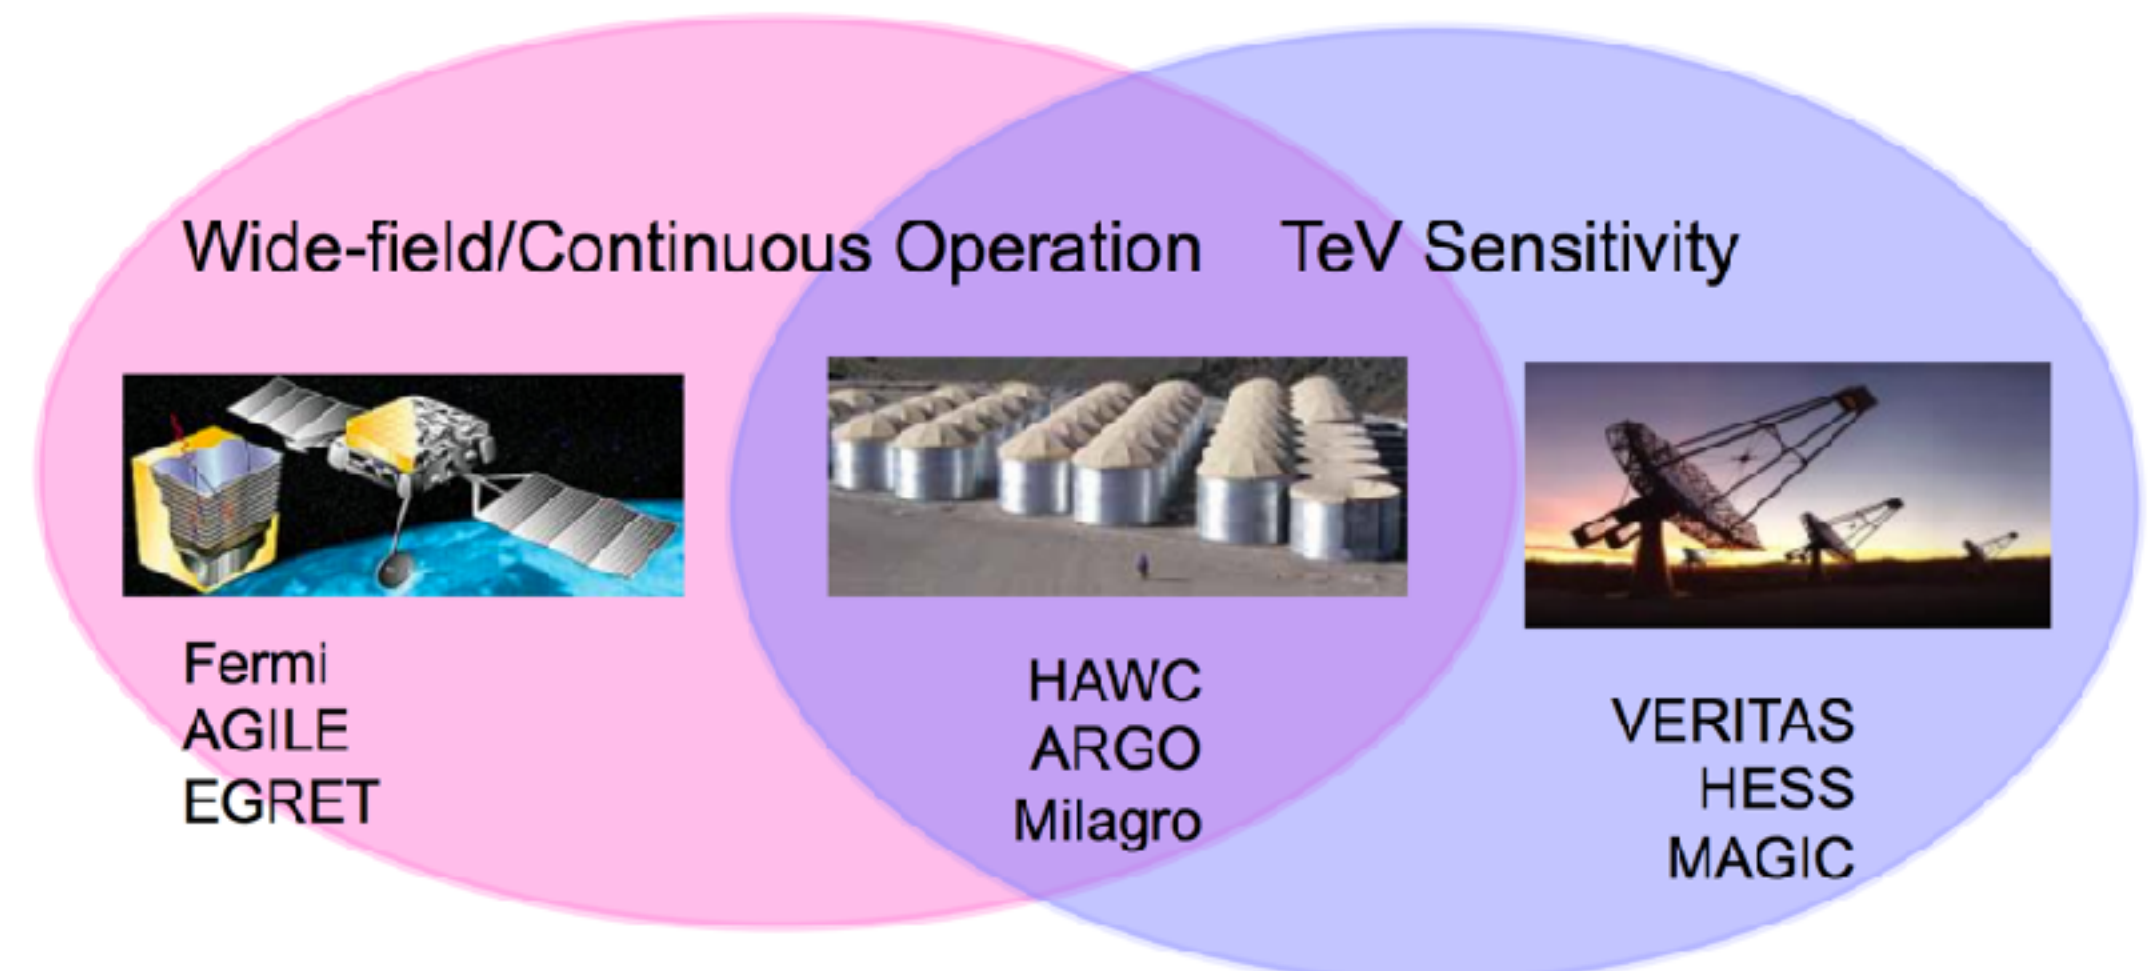 Wide-field/Continuous Operation
TeV Sensitivity
Fermi
AGILE
EGRET
HAWC
ARGO
Milagro
VERITAS
HESS
MAGIC